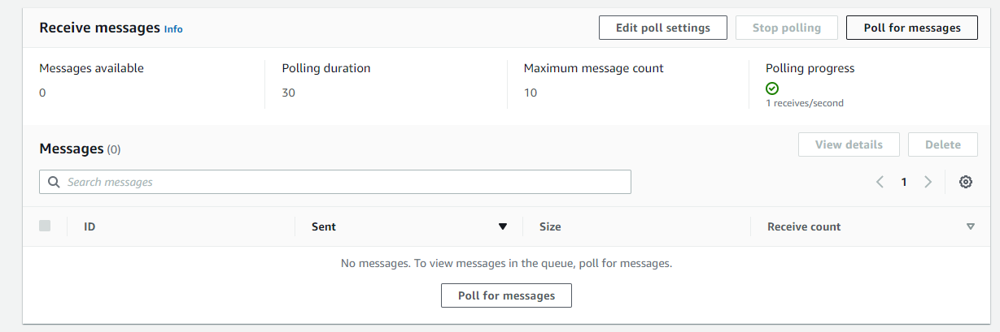 Receive messages Info
Edit poll settings
Stop polling
Poll for messages
Messages available
Polling duration
Maximum message count
Polling progress
0
30
10
1 receives/second
Messages (0)
View details
Delete
Search messages
1
ID
Sent
Size
Receive count
No messages. To view messages in the queue, poll for messages.
Poll for messages